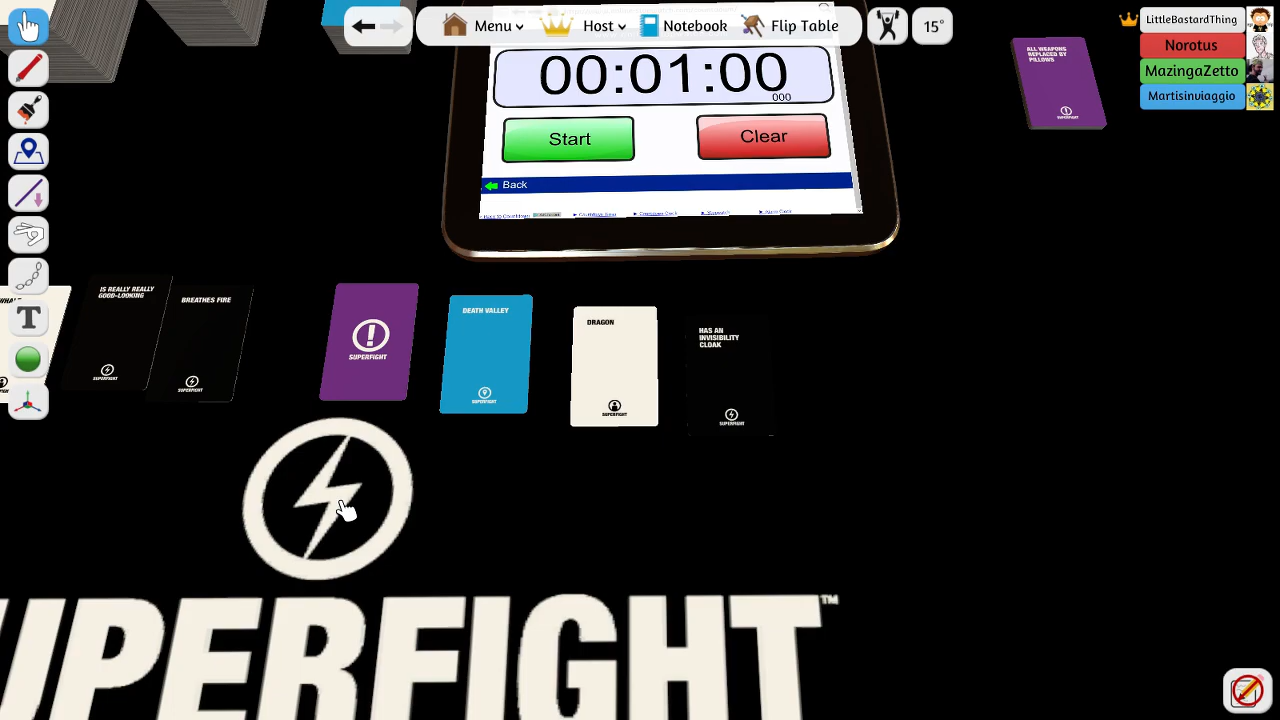 Menu
Host
Notebook
Flip Table
15°
LittleBastardThing
Norotus
MazingaZetto
Martisinviaggio
00:01:00
000
Start
Clear
Back
ALL WEAPONS
REPLACED BY
PILLOWS
IS REALLY REALLY
GOOD-LOOKING
BREATHES FIRE
SUPERFIGHT
DEATH VALLEY
SUPERFIGHT
DRAGON
SUPERFIGHT
HAS AN
INVISIBILITY
CLOAK
SUPERFIGHT
SUPERFIGHT
SUPERFIGHT
SUPERFIGHT
UPERFIGHT™
T